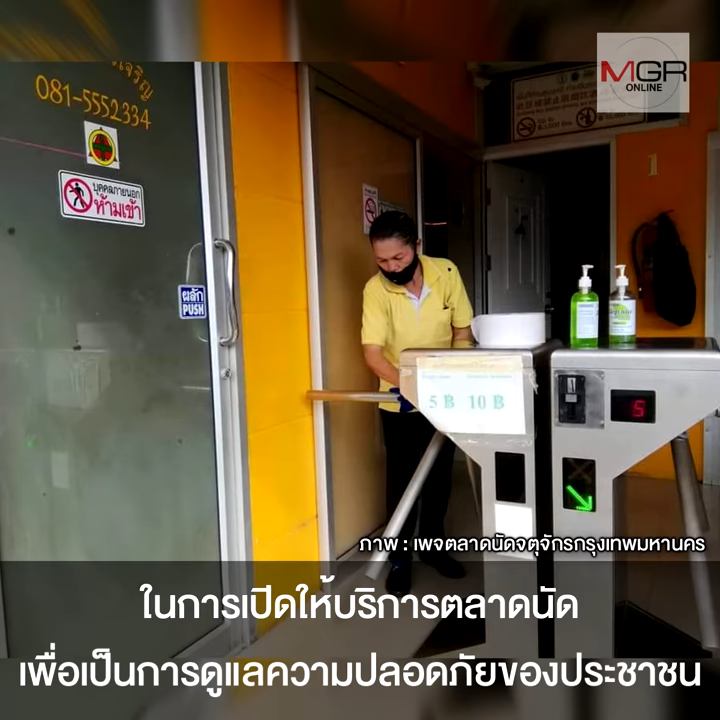 MGR
ONLINE
081-5552334
บุคคลภายนอก
ห้ามเข้า
ผลัก
PUSH
1
5 ฿ 10 ฿
5
ภาพ : เพจตลาดนัดจตุจักรกรุงเทพมหานคร
ในการเปิดให้บริการตลาดนัด
เพื่อเป็นการดูแลความปลอดภัยของประชาชน